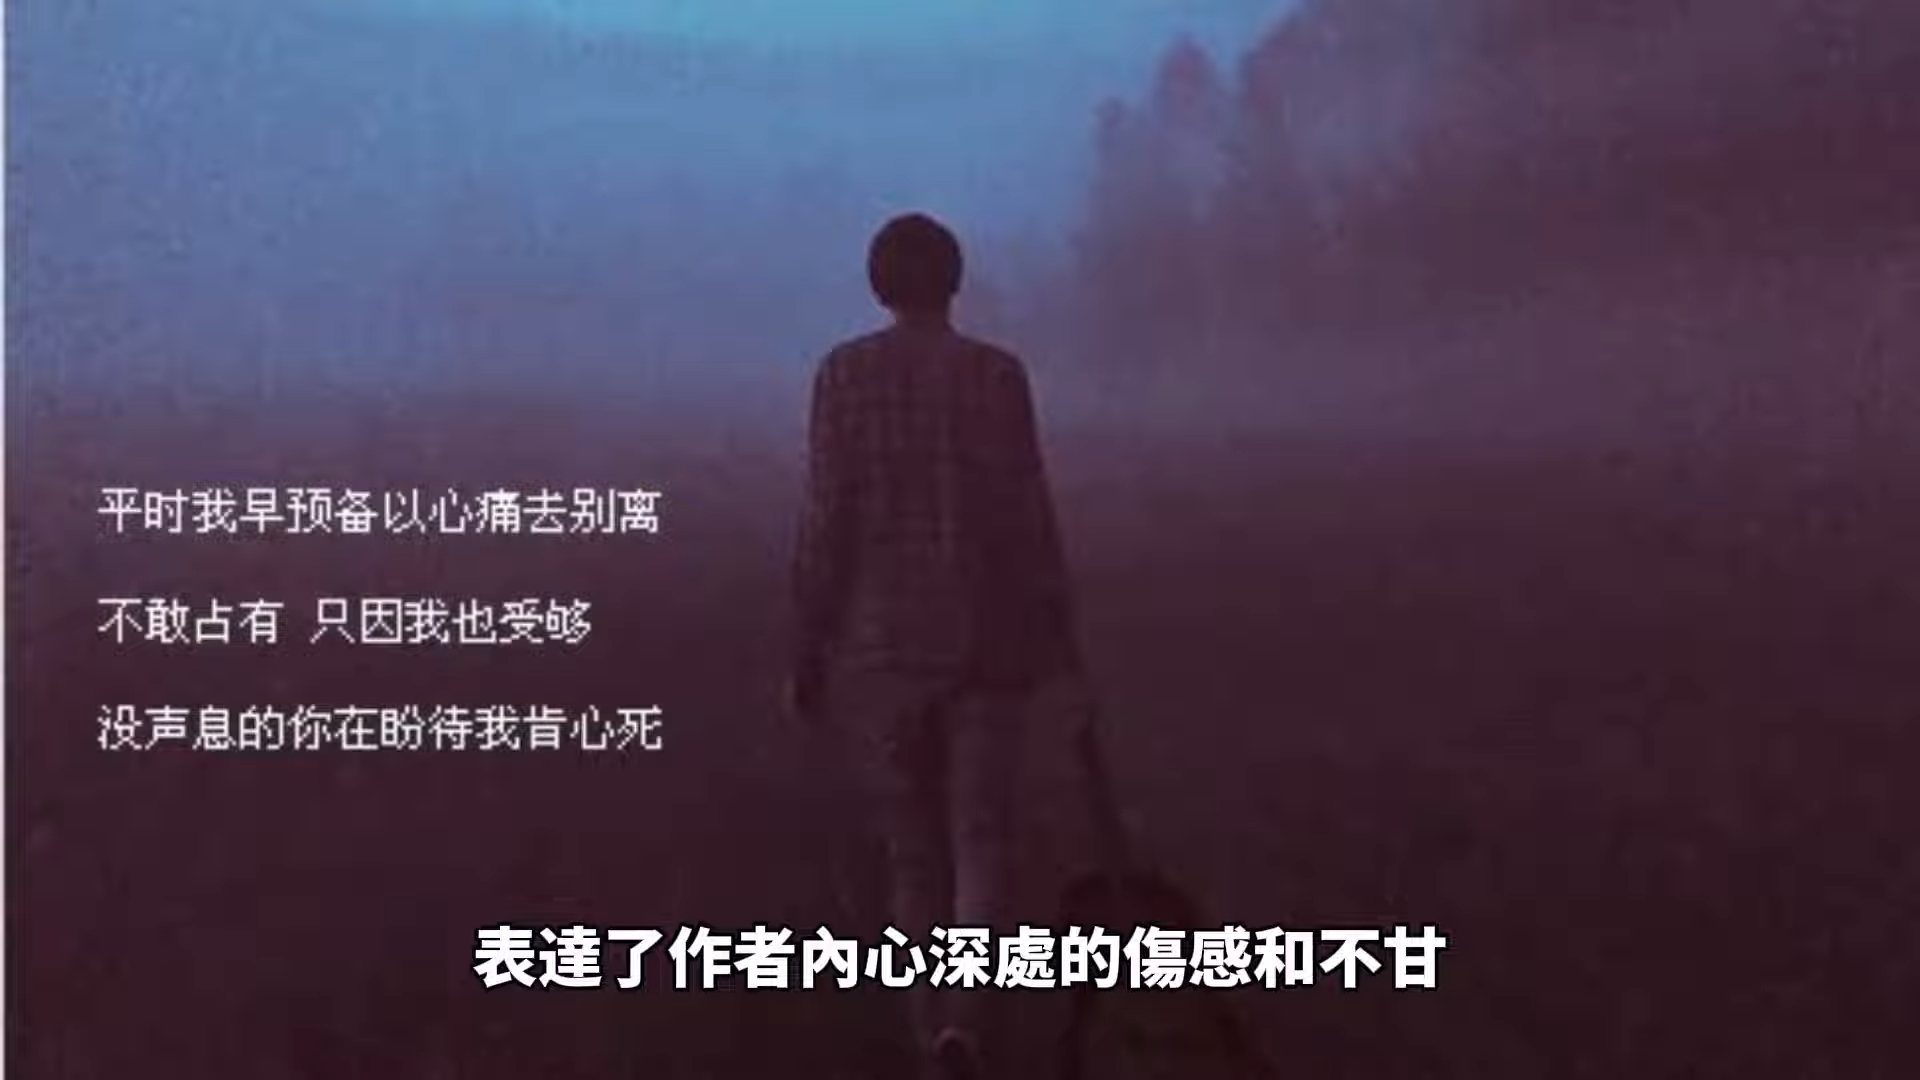 平时我早预备以心痛去别离
不敢占有 只因我也受够
没声息的你在盼待我肯心死
表達了作者內心深處的傷感和不甘